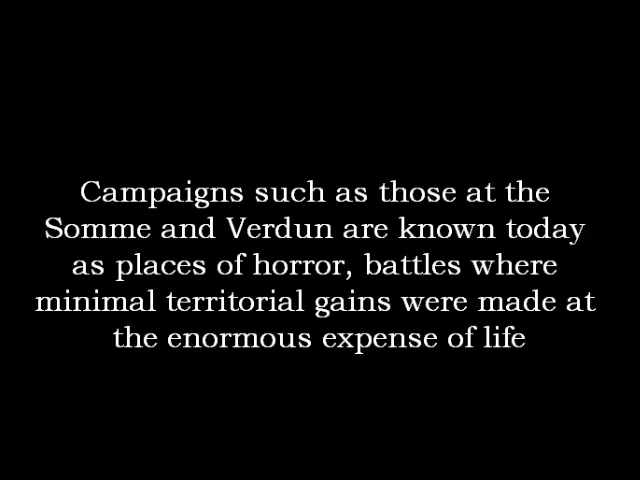 Campaigns such as those at the
Somme and Verdun are known today
as places of horror, battles where
minimal territorial gains were made at
the enormous expense of life